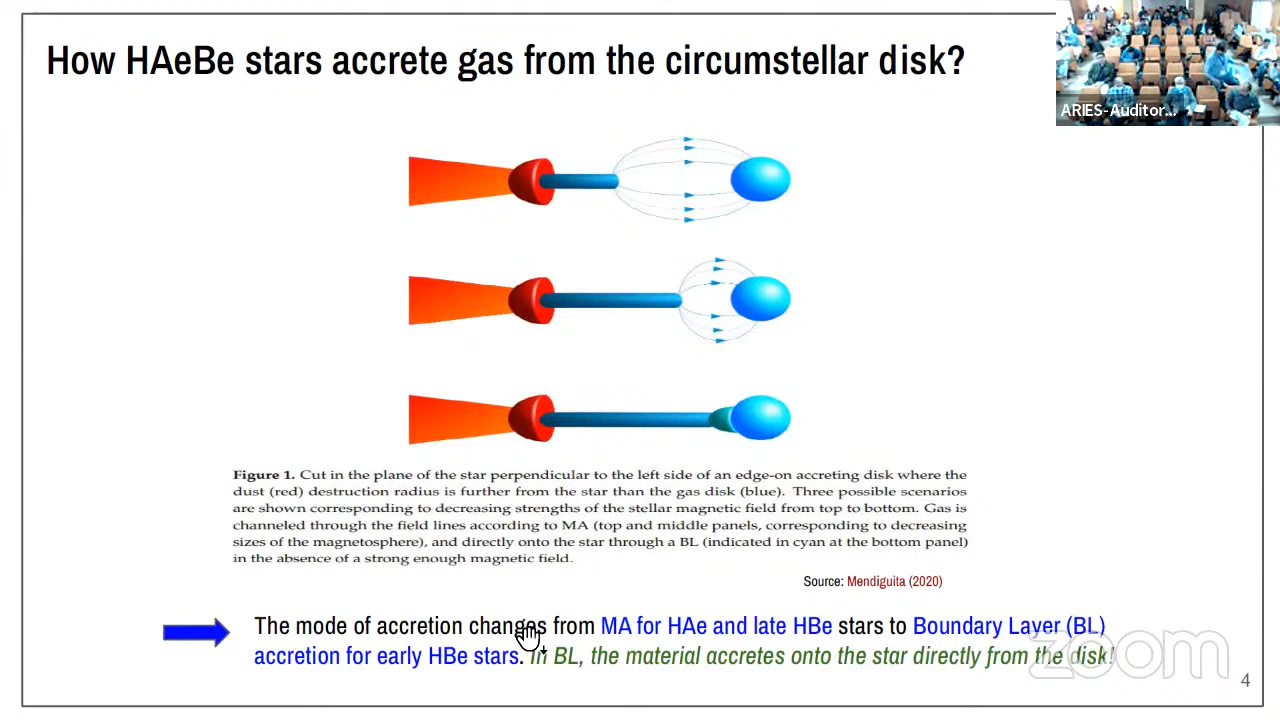 How HAeBe stars accrete gas from the circumstellar disk?
ARIES-Auditor...
Figure 1. Cut in the plane of the star perpendicular to the left side of an edge-on accreting disk where the
dust (red) destruction radius is further from the star than the gas disk (blue). Three possible scenarios
are shown corresponding to decreasing strengths of the stellar magnetic field from top to bottom. Gas is
channeled through the field lines according to MA (top and middle panels, corresponding to decreasing
sizes of the magnetosphere), and directly onto the star through a BL (indicated in cyan at the bottom panel)
in the absence of a strong enough magnetic field.
Source: Mendiguita (2020)
The mode of accretion changes from MA for HAe and late HBe stars to Boundary Layer (BL)
accretion for early HBe stars. In BL, the material accretes onto the star directly from the disk!
zoom
4